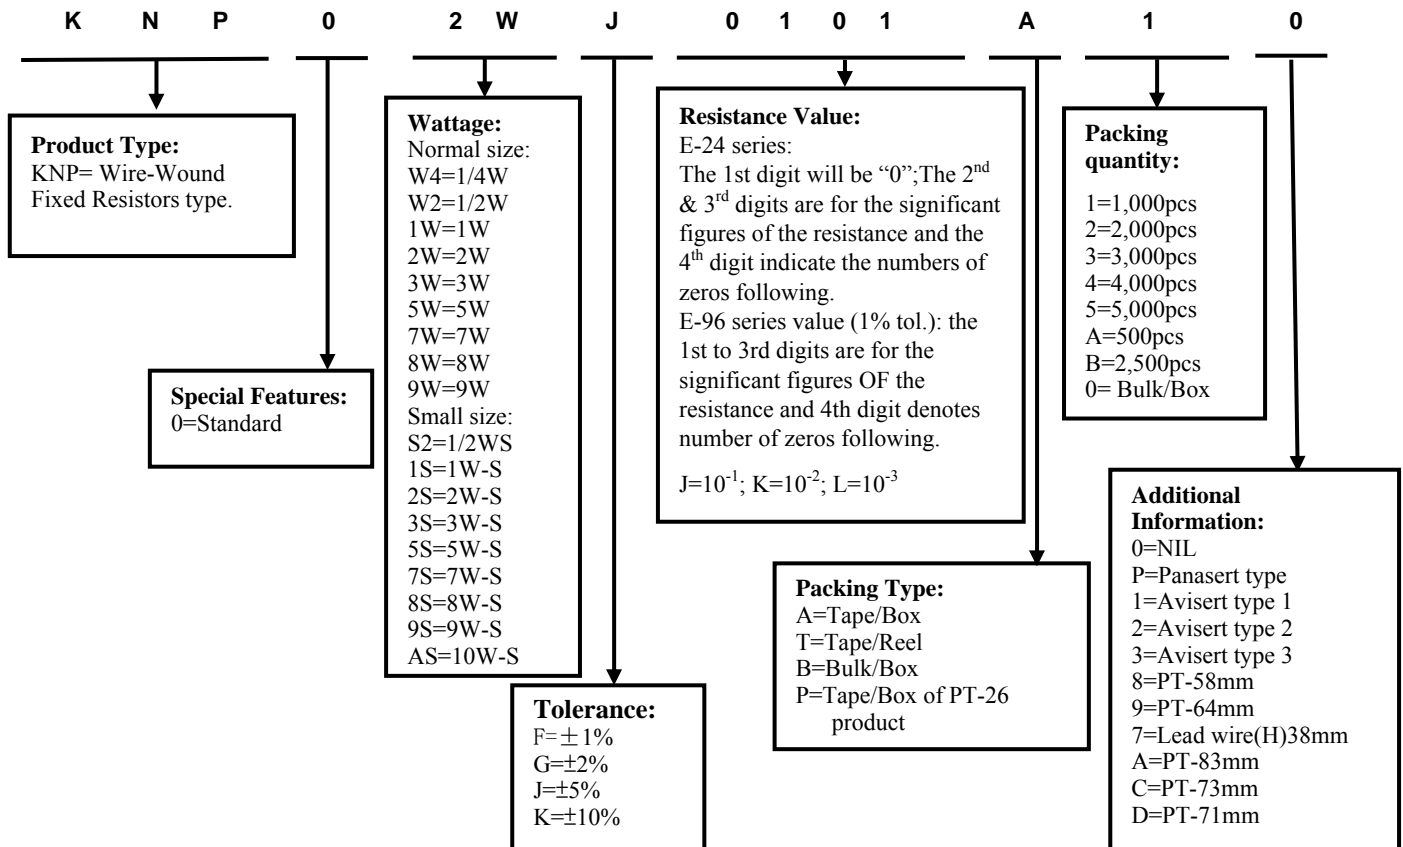 K N P 0 2 W J 0 1 0 1 A 1 0
Product Type:
KNP= Wire-Wound
Fixed Resistors type.
Special Features:
0=Standard
Wattage:
Normal size:
W4=1/4W
W2=1/2W
1W=1W
2W=2W
3W=3W
5W=5W
7W=7W
8W=8W
9W=9W
Small size:
S2=1/2WS
1S=1W-S
2S=2W-S
3S=3W-S
5S=5W-S
7S=7W-S
8S=8W-S
9S=9W-S
AS=10W-S
Tolerance:
F=±1%
G=±2%
J=±5%
K=±10%
Resistance Value:
E-24 series:
The 1st digit will be “0”;The 2nd
& 3rd digits are for the significant
figures of the resistance and the
4th digit indicate the numbers of
zeros following.
E-96 series value (1% tol.): the
1st to 3rd digits are for the
significant figures OF the
resistance and 4th digit denotes
number of zeros following.
J=10-1; K=10-2; L=10-3
Packing Type:
A=Tape/Box
T=Tape/Reel
B=Bulk/Box
P=Tape/Box of PT-26
product
Packing
quantity:
1=1,000pcs
2=2,000pcs
3=3,000pcs
4=4,000pcs
5=5,000pcs
A=500pcs
B=2,500pcs
0= Bulk/Box
Additional
Information:
0=NIL
P=Panasert type
1=Avisert type 1
2=Avisert type 2
3=Avisert type 3
8=PT-58mm
9=PT-64mm
7=Lead wire(H)38mm
A=PT-83mm
C=PT-73mm
D=PT-71mm